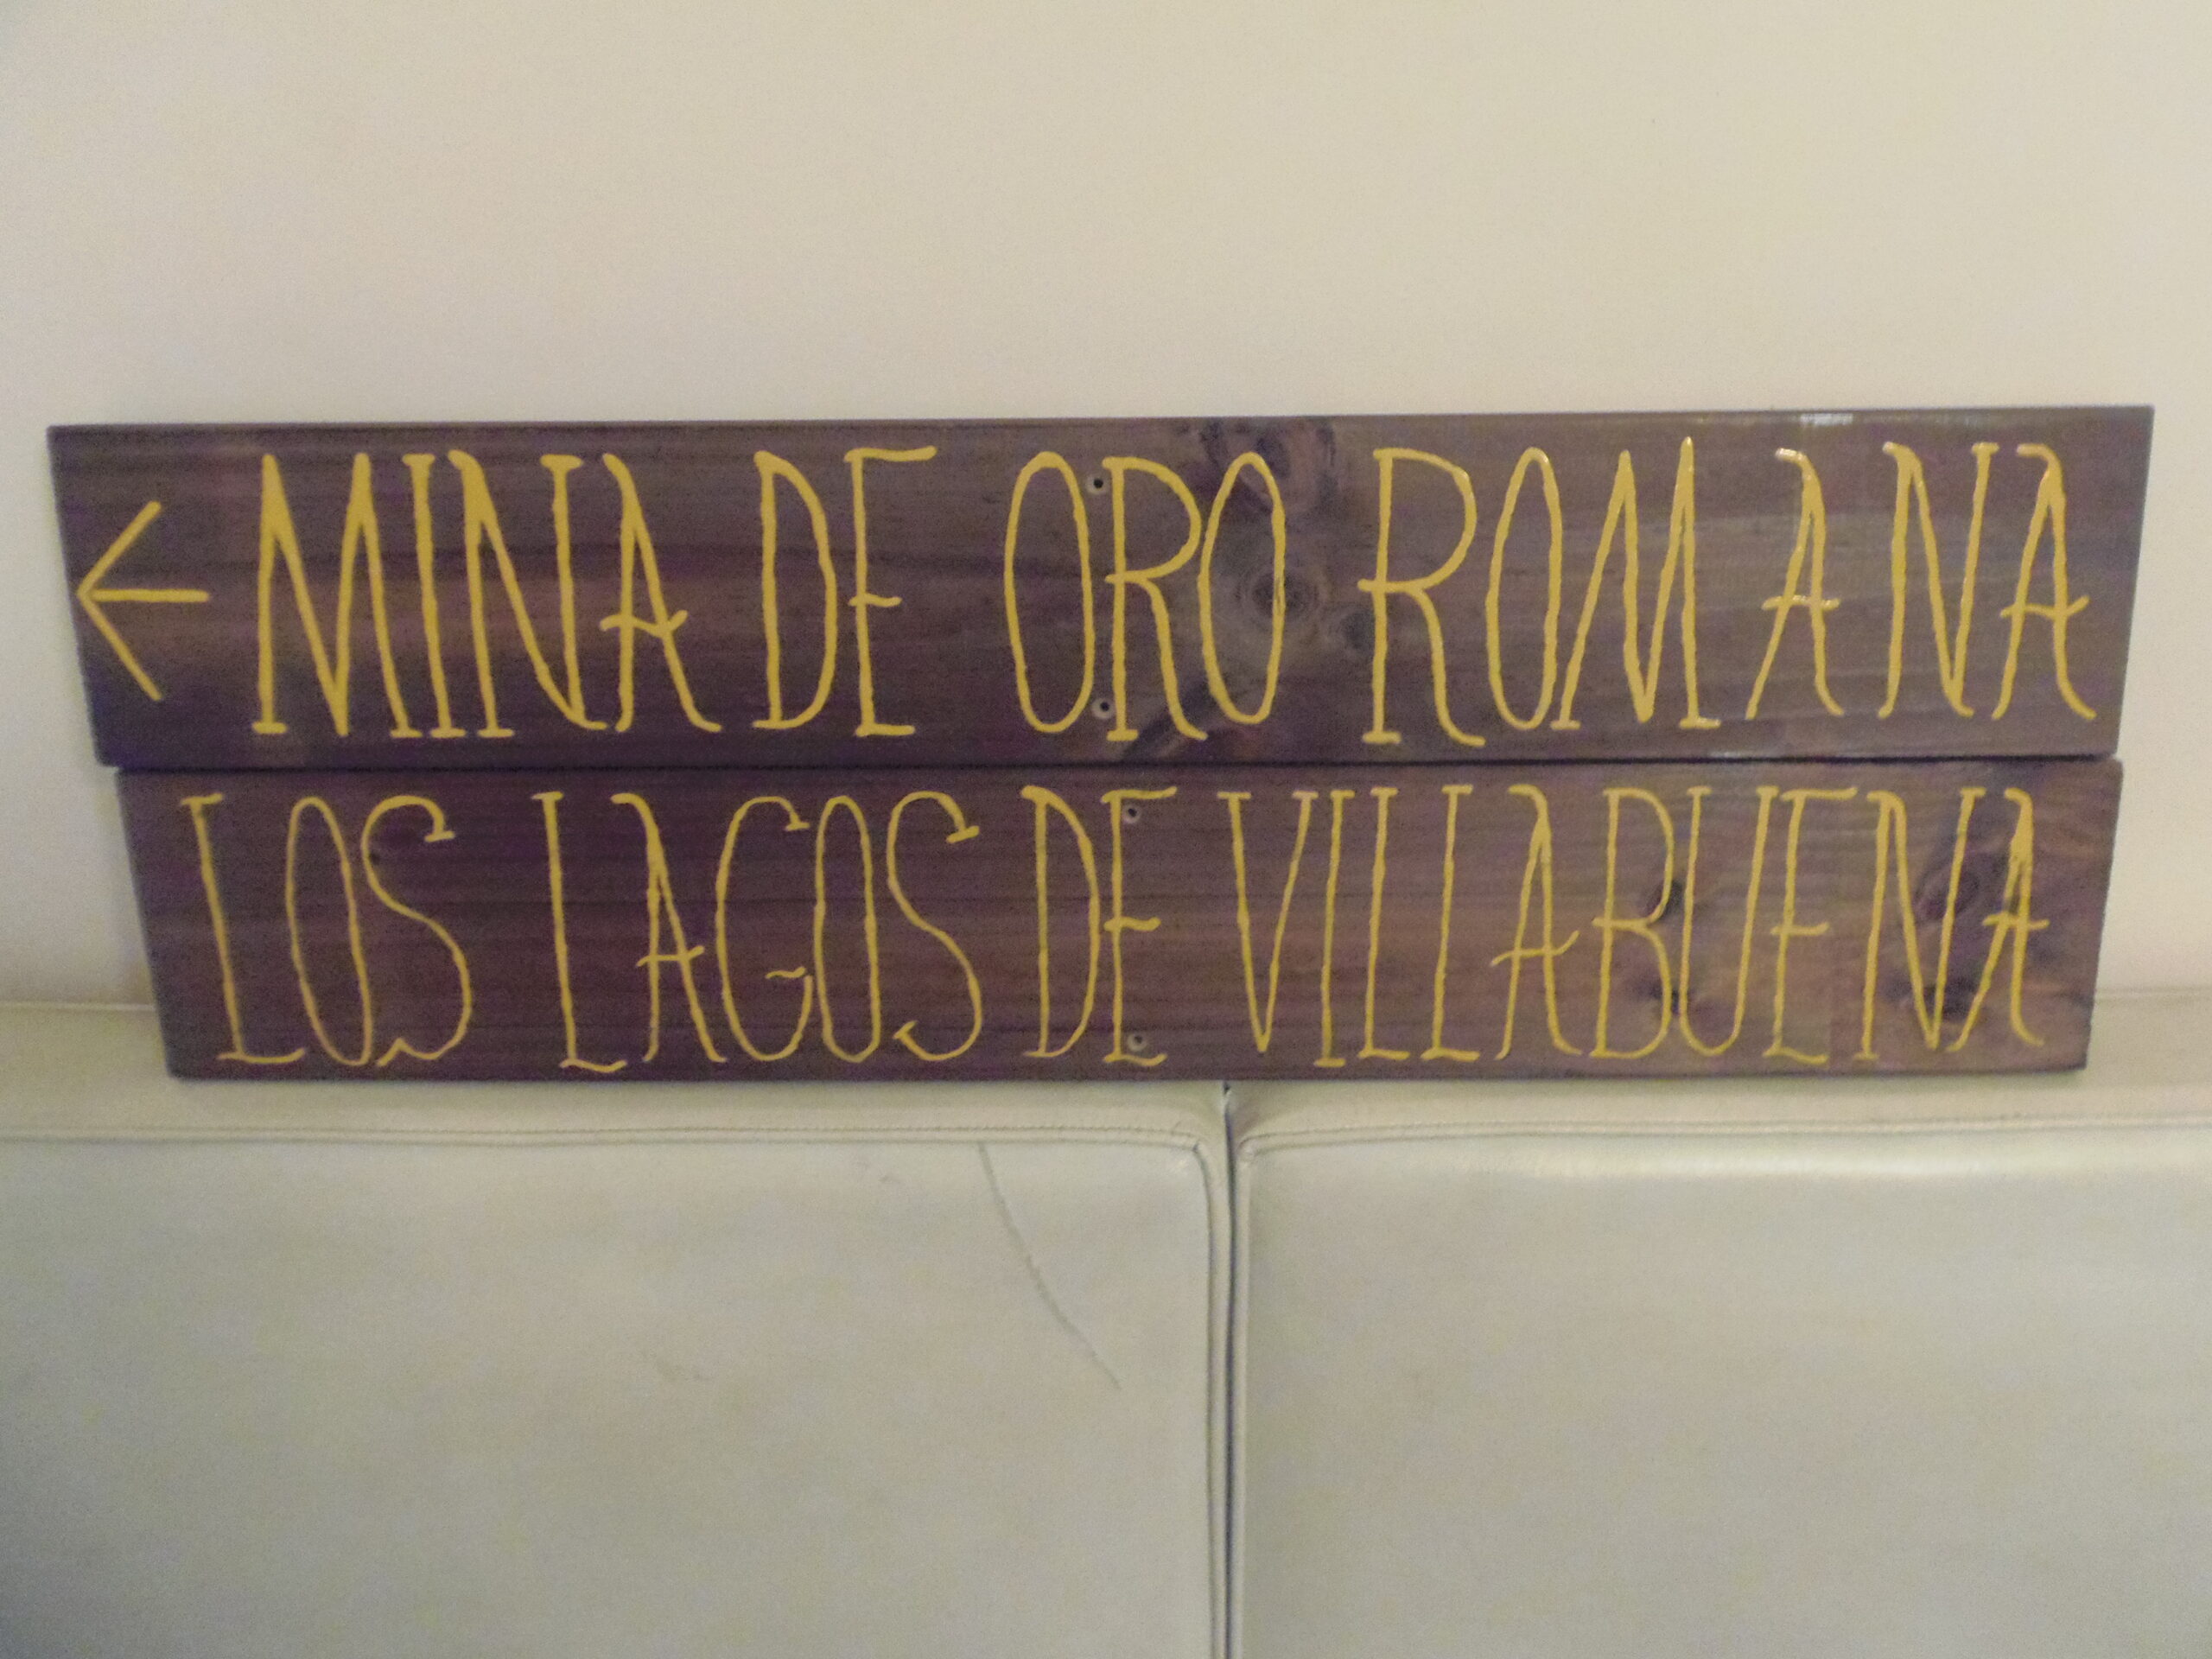 ← MINA DE ORO ROMANA
LOS LAGOS DE VILLABUENA